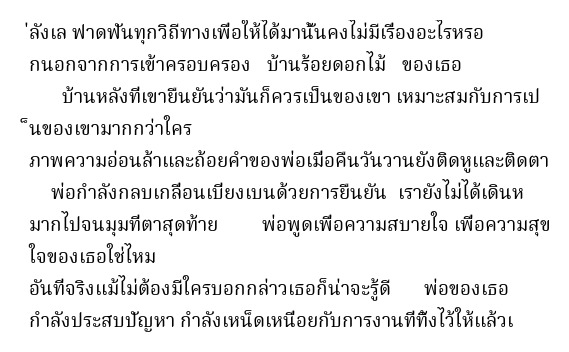 ่ลังเล ฟาดฟันทุกวิถีทางเพื่อให้ได้มานั้นคงไม่มีเรื่องอะไรหรอ
กนอกจากการเข้าครอบครอง บ้านร้อยดอกไม้ ของเธอ
บ้านหลังที่เขายืนยันว่ามันก็ควรเป็นของเขา เหมาะสมกับการเป
็นของเขามากกว่าใคร
ภาพความอ่อนล้าและถ้อยคำของพ่อเมื่อคืนวันวานยังติดหูและติดตา
พ่อกำลังกลบเกลื่อนเบี่ยงเบนด้วยการยืนยัน เรายังไม่ได้เดินห
มากไปจนมุมที่ตาสุดท้าย พ่อพูดเพื่อความสบายใจ เพื่อความสุข
ใจของเธอใช่ไหม
อันที่จริงแม้ไม่ต้องมีใครบอกกล่าวเธอก็น่าจะรู้ดี พ่อของเธอ
กำลังประสบปัญหา กำลังเหน็ดเหนื่อยกับการงานที่ทิ้งไว้ให้แล้วเ